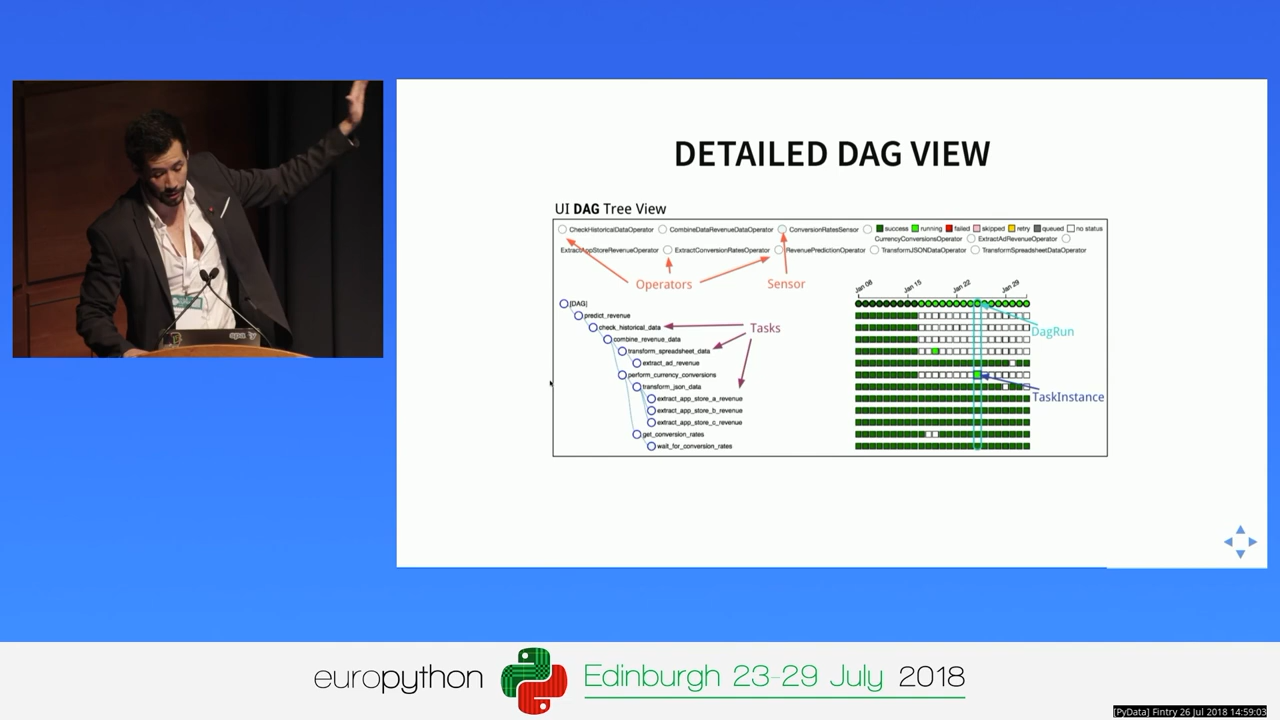 DETAILED DAG VIEW
UI DAG Tree View
CheckHistoricalDataOperator CombineDataRevenueDataOperator ConversionRatesSensor success running failed skipped retry queued no status
CurrencyConversionsOperator ExtractAdRevenueOperator
ExtractAppStoreRevenueOperator ExtractConversionRatesOperator RevenuePredictionOperator TransformJSONDataOperator TransformSpreadsheetDataOperator
Operators Sensor
Jan 08 Jan 15 Jan 22 Jan 29
[DAG]
predict_revenue
check_historical_data
Tasks
DagRun
combine_revenue_data
transform_spreadsheet_data
extract_ad_revenue
perform_currency_conversions
transform_json_data
extract_app_store_a_revenue
TaskInstance
extract_app_store_b_revenue
extract_app_store_c_revenue
get_conversion_rates
wait_for_conversion_rates
europython Edinburgh 23-29 July 2018
[PyData] Fintry 26 Jul 2018 14:59:03